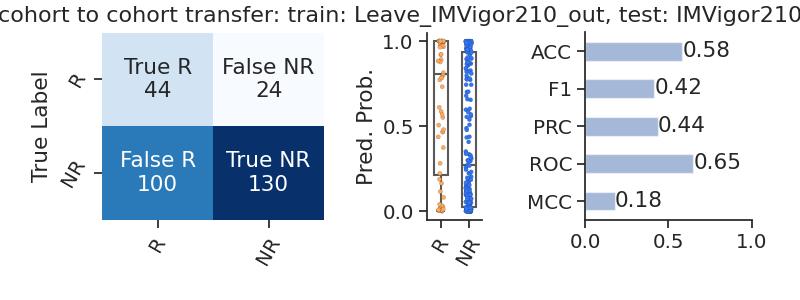 cohort to cohort transfer: train: Leave_IMVigor210_out, test: IMVigor210
True Label
R
NR
True R
44
False NR
24
False R
100
True NR
130
R
NR
Pred. Prob.
1.0
0.5
0.0
R
NR
ACC
F1
PRC
ROC
MCC
0.58
0.42
0.44
0.65
0.18
0.0
0.5
1.0